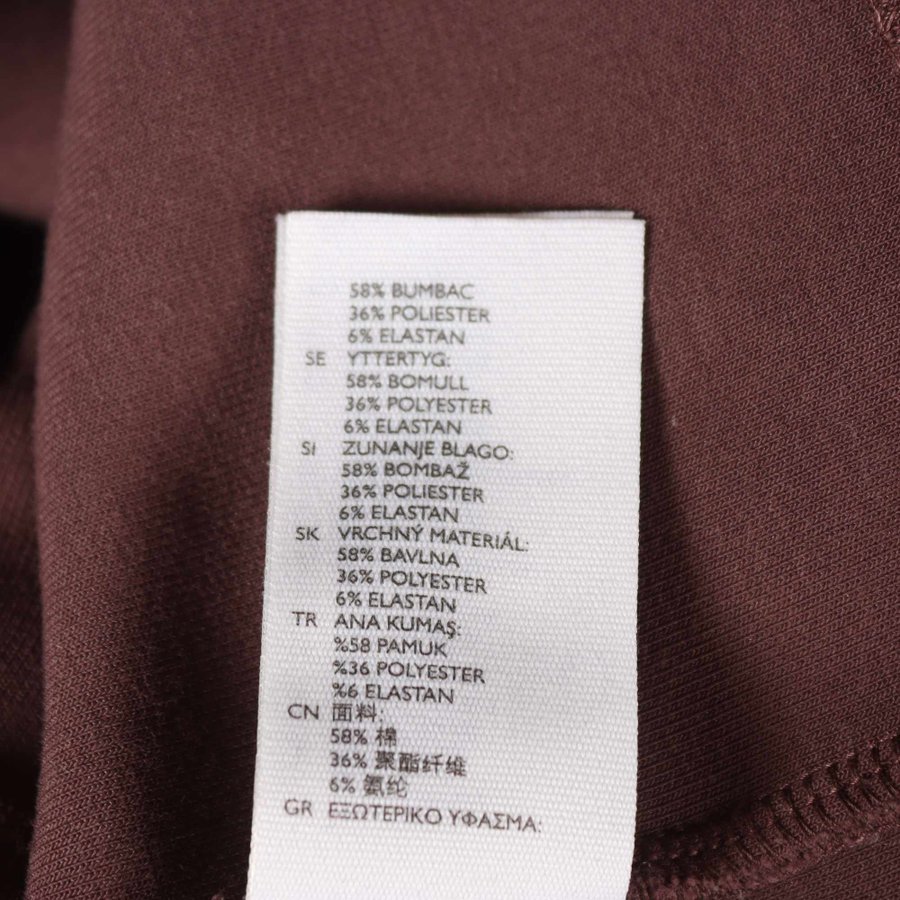 58% BUMBAC
36% POLIESTER
6% ELASTAN
SE YTTERTYG:
58% BOMULL
36% POLYESTER
6% ELASTAN
SI ZUNANJE BLAGO:
58% BOMBAŽ
36% POLIESTER
6% ELASTAN
SK VRCHNÝ MATERIÁL:
58% BAVLNA
36% POLYESTER
6% ELASTAN
TR ANA KUMAŞ:
%58 PAMUK
%36 POLYESTER
%6 ELASTAN
CN 面料:
58% 棉
36% 聚酯纤维
6% 氨纶
GR ΕΞΩΤΕΡΙΚΟ ΥΦΑΣΜΑ: